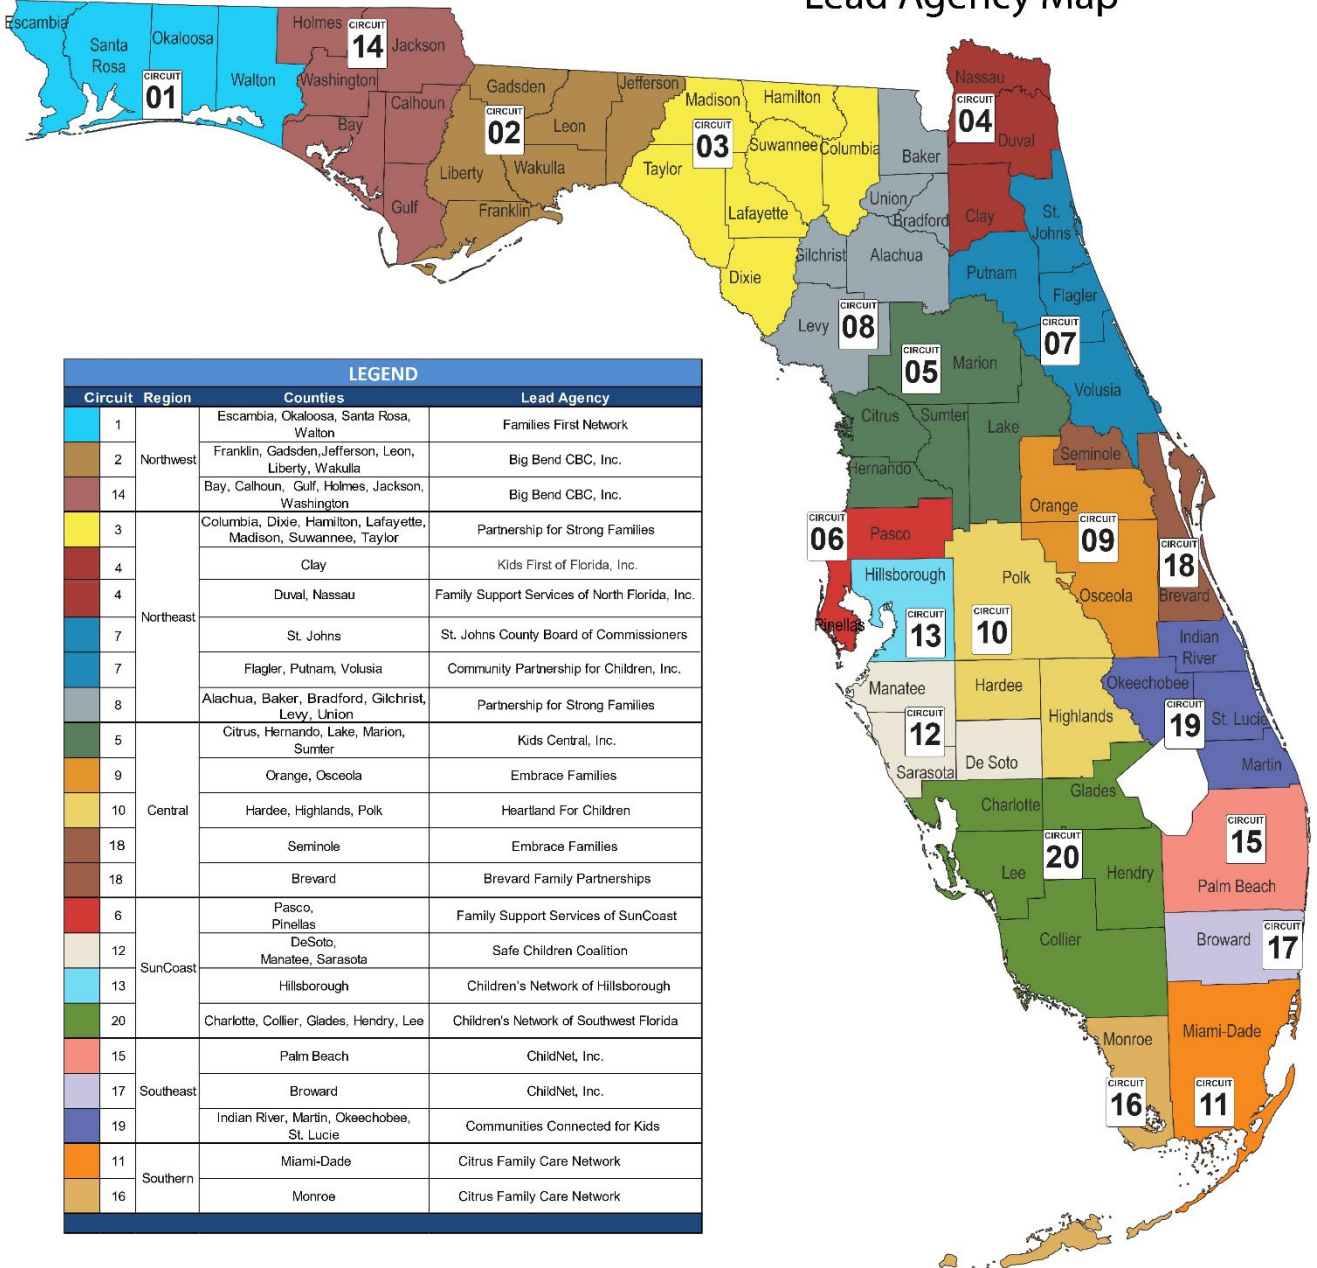 Lead Agency Map
Escambia
Santa
Rosa
Okaloosa
Walton
CIRCUIT
01
Holmes
CIRCUIT
14
Jackson
Washington
Calhoun
Bay
Gulf
Gadsden
Jefferson
CIRCUIT
02
Leon
Liberty
Wakulla
Franklin
Madison
Hamilton
CIRCUIT
03
Suwannee
Columbia
Taylor
Lafayette
Dixie
Nassau
CIRCUIT
04
Duval
Clay
Baker
Union
Bradford
Gilchrist
Alachua
Levy
CIRCUIT
08
St.
Johns
Putnam
Flagler
CIRCUIT
07
Volusia
CIRCUIT
05
Marion
Citrus
Sumter
Lake
Hernando
Seminole
Orange
CIRCUIT
09
Osceola
CIRCUIT
18
Brevard
CIRCUIT
06
Pasco
Pinellas
Hillsborough
CIRCUIT
13
Polk
CIRCUIT
10
Hardee
Highlands
Manatee
CIRCUIT
12
Sarasota
De Soto
Indian
River
Okeechobee
CIRCUIT
19
St. Lucie
Martin
Charlotte
Glades
CIRCUIT
20
Lee
Hendry
Collier
CIRCUIT
15
Palm Beach
Broward
CIRCUIT
17
Monroe
CIRCUIT
16
Miami-Dade
CIRCUIT
11
LEGEND
Circuit Region Counties Lead Agency
1 Escambia, Okaloosa, Santa Rosa, Families First Network
Walton
2 Northwest Franklin, Gadsden,Jefferson, Leon, Big Bend CBC, Inc.
Liberty, Wakulla
14 Bay, Calhoun, Gulf, Holmes, Jackson, Big Bend CBC, Inc.
Washington
3 Columbia, Dixie, Hamilton, Lafayette, Partnership for Strong Families
Madison, Suwannee, Taylor
4 Clay Kids First of Florida, Inc.
4 Duval, Nassau Family Support Services of North Florida, Inc.
Northeast
7 St. Johns St. Johns County Board of Commissioners
7 Flagler, Putnam, Volusia Community Partnership for Children, Inc.
8 Alachua, Baker, Bradford, Gilchrist, Partnership for Strong Families
Levy, Union
5 Citrus, Hernando, Lake, Marion, Kids Central, Inc.
Sumter
9 Orange, Osceola Embrace Families
10 Central Hardee, Highlands, Polk Heartland For Children
18 Seminole Embrace Families
18 Brevard Brevard Family Partnerships
6 Pasco, Family Support Services of SunCoast
Pinellas
12 DeSoto, Safe Children Coalition
Manatee, Sarasota
SunCoast
13 Hillsborough Children's Network of Hillsborough
20 Charlotte, Collier, Glades, Hendry, Lee Children's Network of Southwest Florida
15 Palm Beach ChildNet, Inc.
17 Southeast Broward ChildNet, Inc.
19 Indian River, Martin, Okeechobee, Communities Connected for Kids
St. Lucie
11 Miami-Dade Citrus Family Care Network
Southern
16 Monroe Citrus Family Care Network